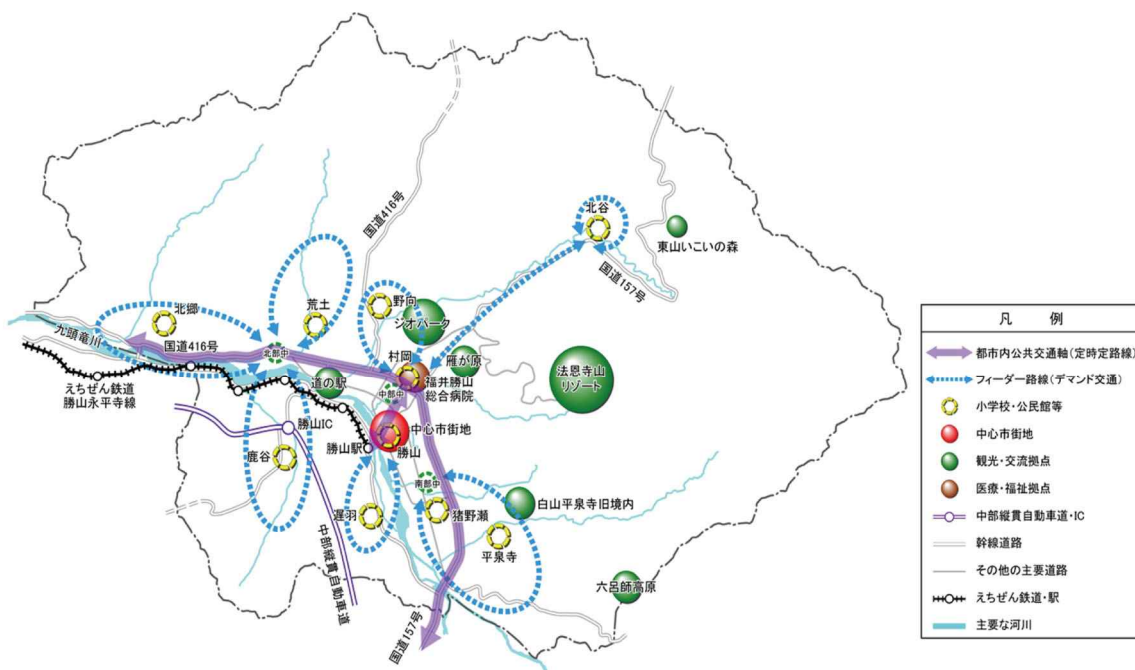 国道416号
北谷
東山いこいの森
国道157号
荒土
野向
ジオパーク
北郷
九頭竜川
国道416号
北部中
村岡
雁が原
法恩寺山
リゾート
えちぜん鉄道
勝山永平寺線
道の駅
中部中
福井勝山
総合病院
勝山IC
中心市街地
勝山駅
勝山
鹿谷
南部中
白山平泉寺旧境内
遅羽
猪野瀬
平泉寺
中部縦貫自動車道
六呂師高原
国道157号
凡 例
都市内公共交通軸(定時定路線)
フィーダー路線(デマンド交通)
小学校・公民館等
中心市街地
観光・交流拠点
医療・福祉拠点
中部縦貫自動車道・IC
幹線道路
その他の主要道路
えちぜん鉄道・駅
主要な河川